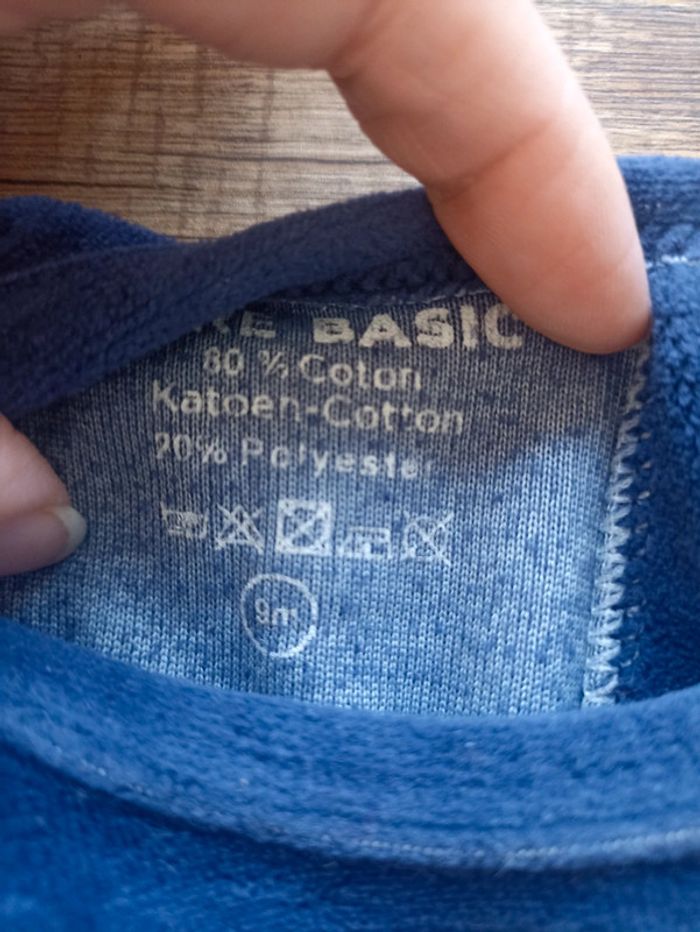 BASIC
80 % Coton
Katoen-Cotton
20% Polyester
9m